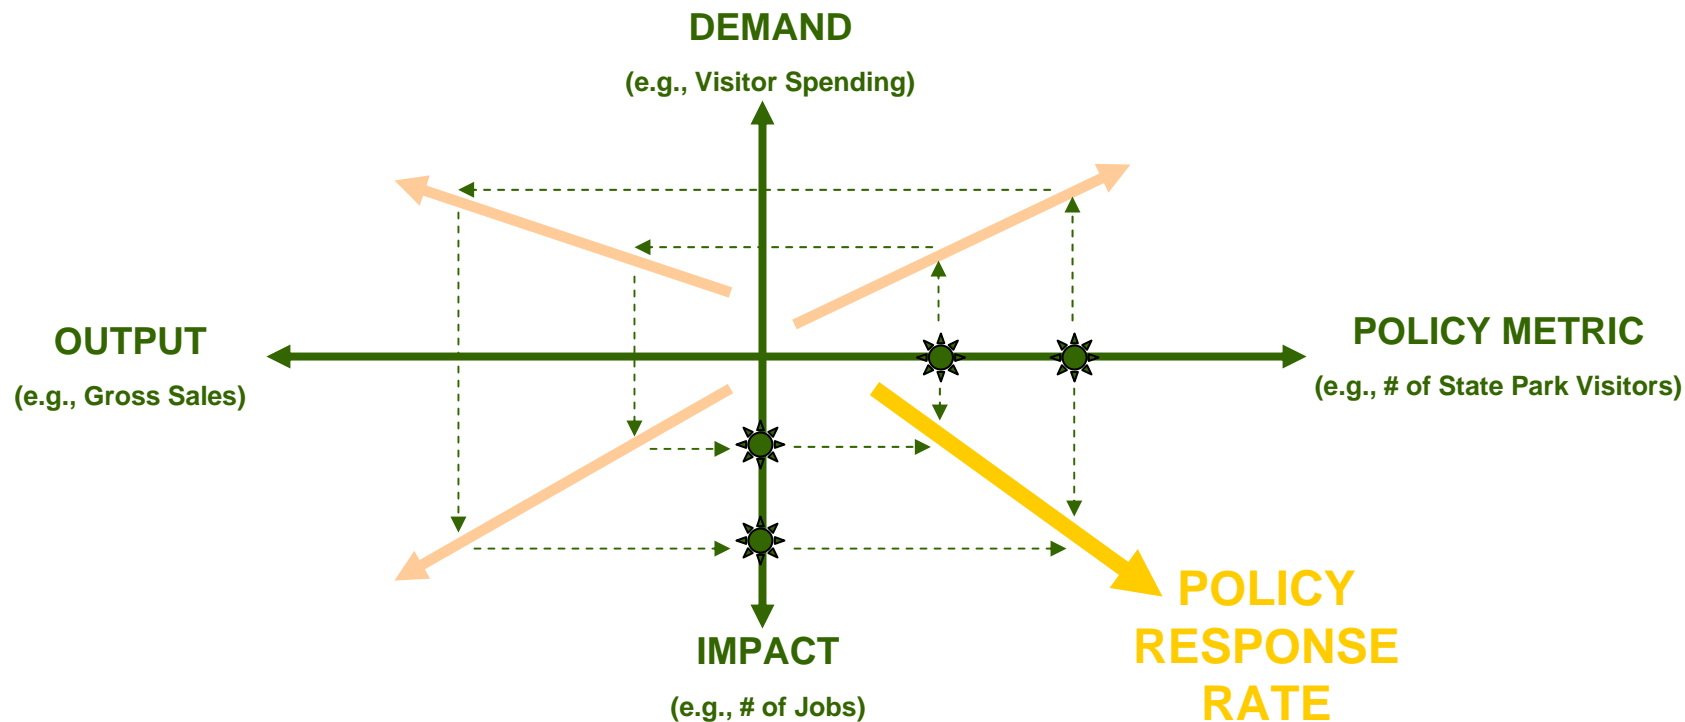 DEMAND
(e.g., Visitor Spending)
OUTPUT
(e.g., Gross Sales)
POLICY METRIC
(e.g., # of State Park Visitors)
IMPACT
(e.g., # of Jobs)
POLICY
RESPONSE
RATE